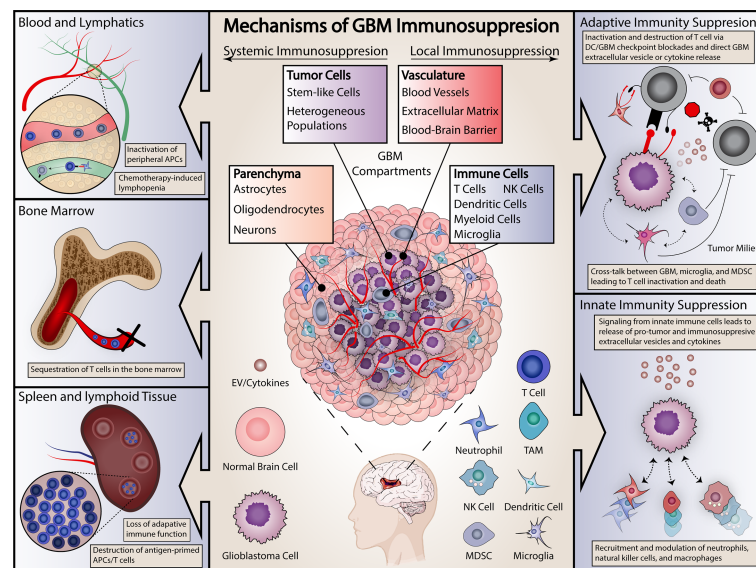 Blood and Lymphatics
Inactivation of
peripheral APCs
Chemotherapy-induced
lymphopenia
Bone Marrow
Sequestration of T cells in the bone marrow
Spleen and lymphoid Tissue
Loss of adaptive
immune function
Destruction of antigen-primed
APCs/T cells
Mechanisms of GBM Immunosuppresion
Systemic Immunosuppresion
Local Immunosuppression
Tumor Cells
Stem-like Cells
Heterogeneous
Populations
Vasculature
Blood Vessels
Extracellular Matrix
Blood-Brain Barrier
GBM
Compartments
Parenchyma
Astrocytes
Oligodendrocytes
Neurons
Immune Cells
T Cells NK Cells
Dendritic Cells
Myeloid Cells
Microglia
EV/Cytokines
Normal Brain Cell
Glioblastoma Cell
T Cell
Neutrophil
TAM
NK Cell
Dendritic Cell
MDSC
Microglia
Adaptive Immunity Suppresion
Inactivation and destruction of T cell via
DC/GBM checkpoint blockades and direct GBM
extracellular vesicle or cytokine release
Tumor Milie
Cross-talk between GBM, microglia, and MDSC
leading to T cell inactivation and death
Innate Immunity Suppression
Signaling from innate immune cells leads to
release of pro-tumor and immunosuppresive
extracellular vesicles and cytokines
Recruitment and modulation of neutrophils,
natural killer cells, and macrophages